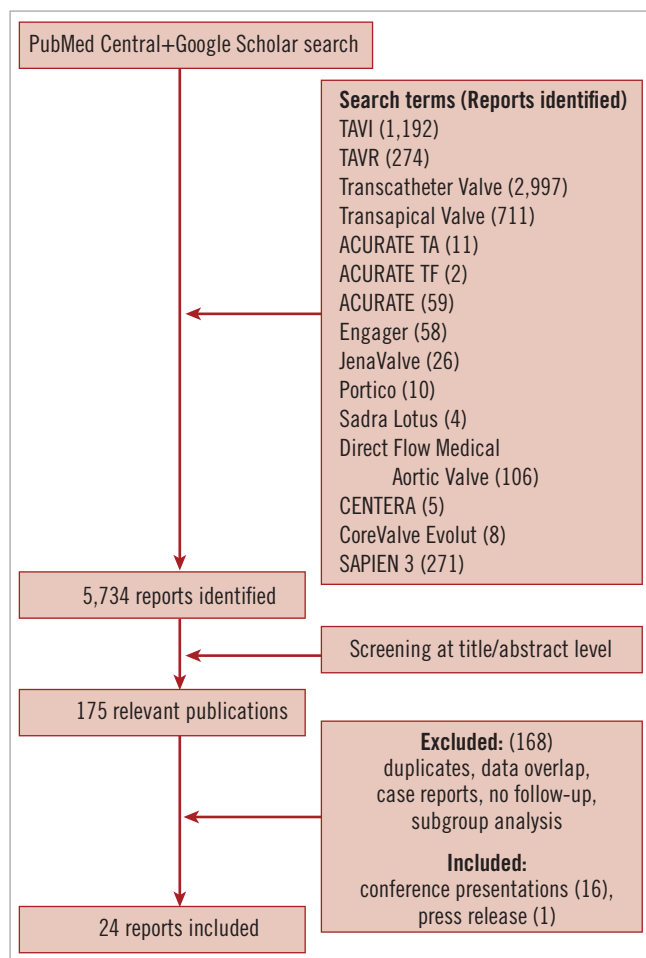 PubMed Central+Google Scholar search
Search terms (Reports identified)
TAVI (1,192)
TAVR (274)
Transcatheter Valve (2,997)
Transapical Valve (711)
ACURATE TA (11)
ACURATE TF (2)
ACURATE (59)
Engager (58)
JenaValve (26)
Portico (10)
Sadra Lotus (4)
Direct Flow Medical
Aortic Valve (106)
CENTERA (5)
CoreValve Evolut (8)
SAPIEN 3 (271)
5,734 reports identified
Screening at title/abstract level
175 relevant publications
Excluded: (168)
duplicates, data overlap,
case reports, no follow-up,
subgroup analysis
Included:
conference presentations (16),
press release (1)
24 reports included